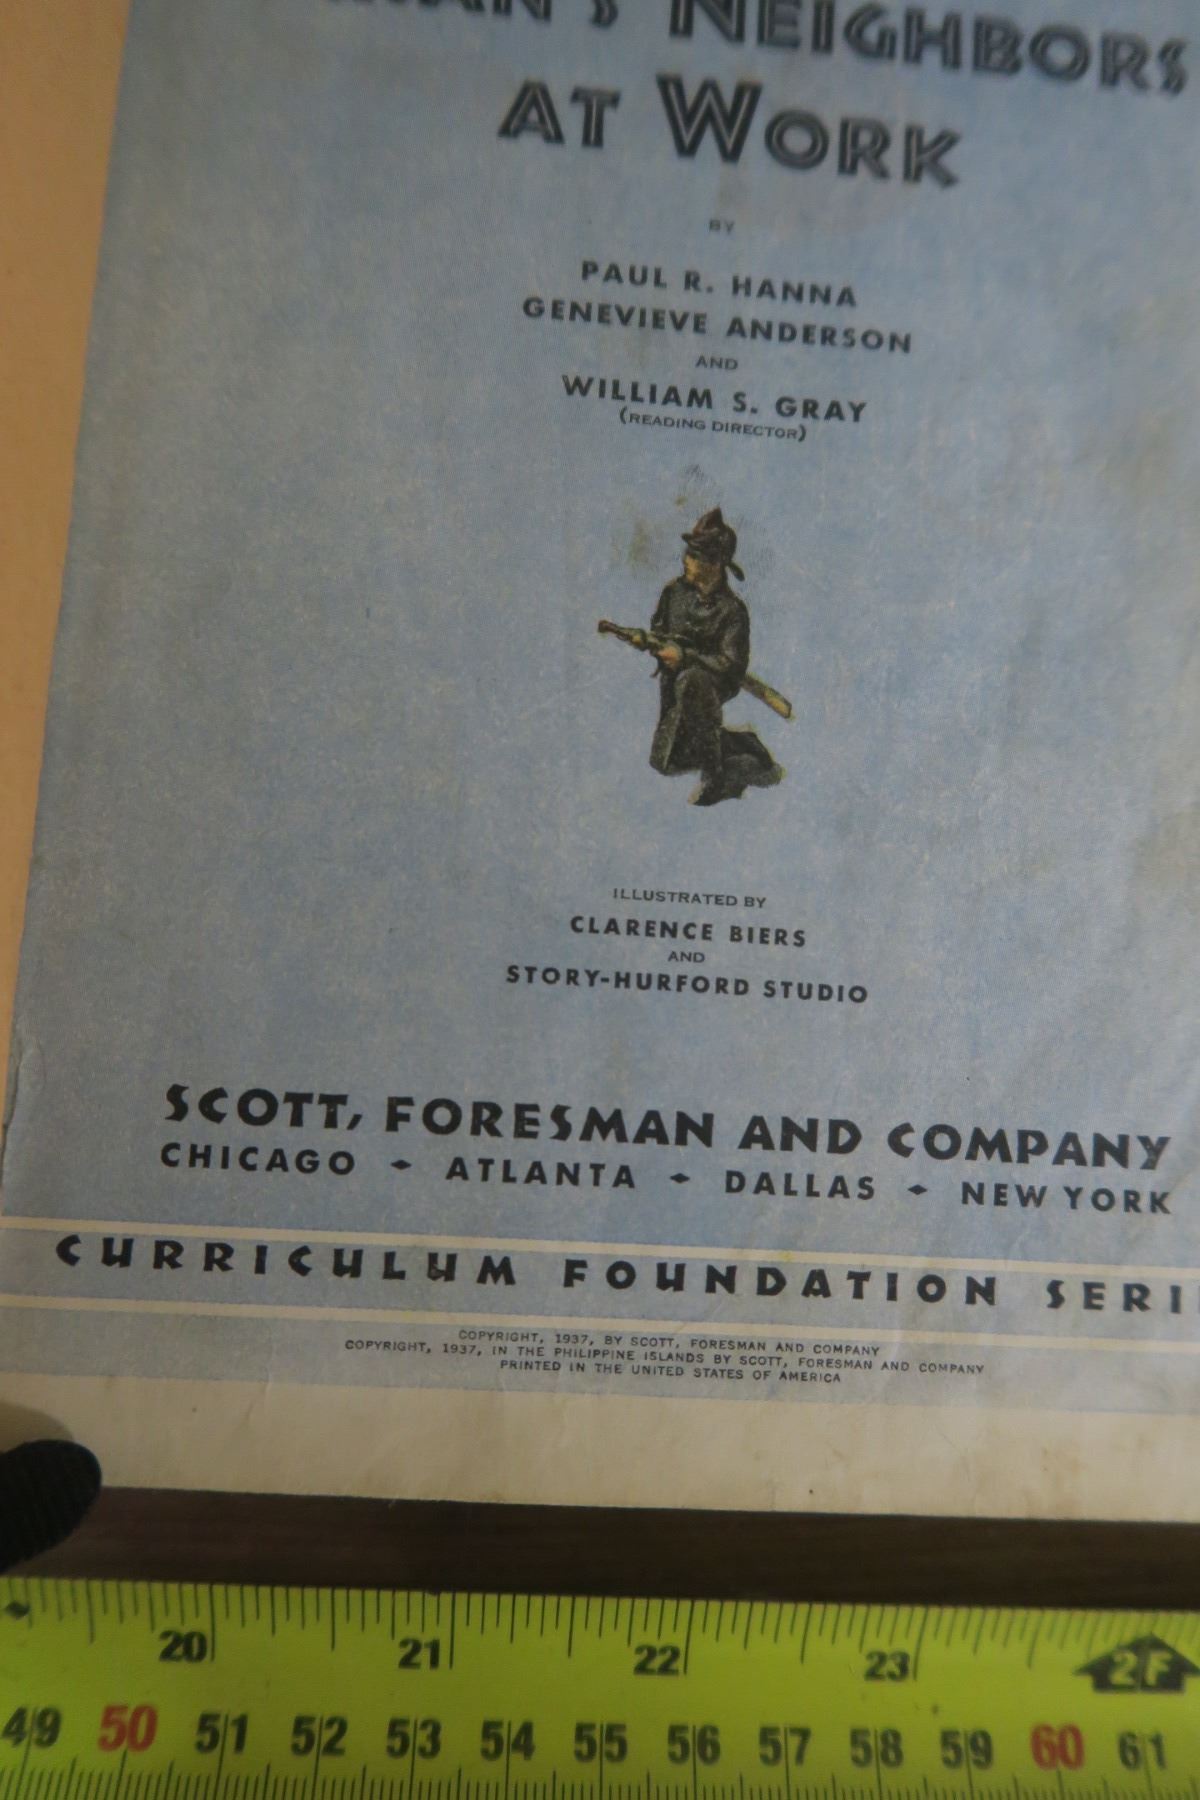 NEIGHBORS
AT WORK
BY
PAUL R. HANNA
GENEVIEVE ANDERSON
AND
WILLIAM S. GRAY
(READING DIRECTOR)
ILLUSTRATED BY
CLARENCE BIERS
AND
STORY-HURFORD STUDIO
SCOTT, FORESMAN AND COMPANY
CHICAGO ATLANTA DALLAS NEW YORK
CURRICULUM FOUNDATION SERI
COPYRIGHT, 1937, BY SCOTT, FORESMAN AND COMPANY
COPYRIGHT, 1937, IN THE PHILIPPINE ISLANDS BY SCOTT, FORESMAN AND COMPANY
PRINTED IN THE UNITED STATES OF AMERICA
20 21 22 23 2F
49 50 51 52 53 54 55 56 57 58 59 60 61